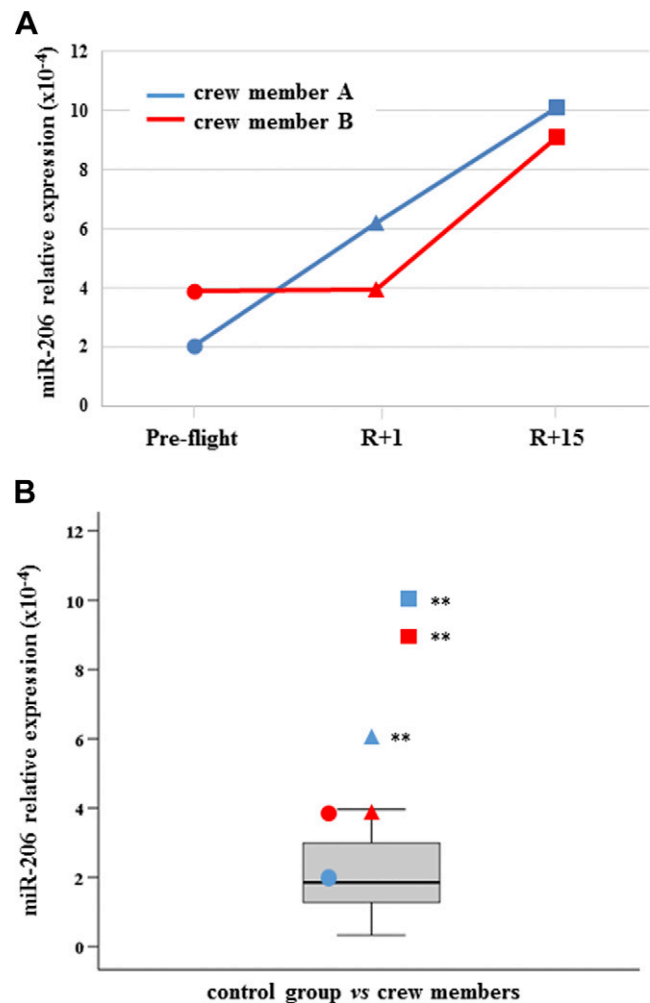 A
miR-206 relative expression (x10⁻⁴)
12
10
8
6
4
2
0
crew member A
crew member B
Pre-flight R+1 R+15
B
miR-206 relative expression (x10⁻⁴)
12
10
8
6
4
2
0
**
**
**
control group vs crew members